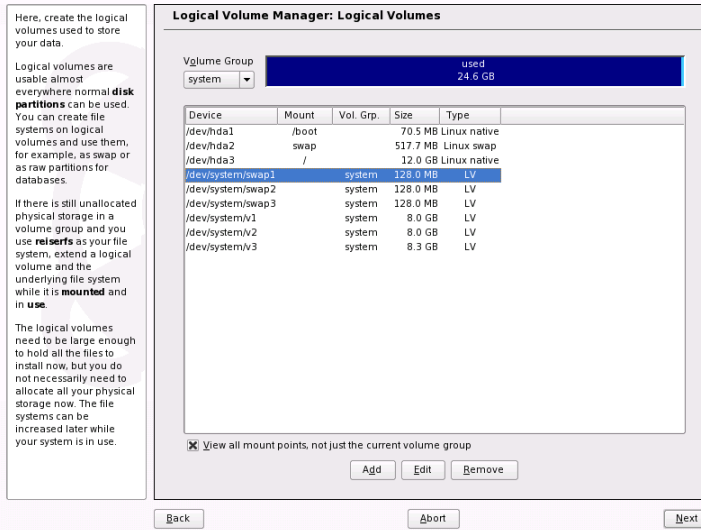 Here, create the logical
volumes used to store
your data.
Logical volumes are
usable almost
everywhere normal disk
partitions can be used.
You can create file
systems on logical
volumes and use them,
for example, as swap or
as raw partitions for
databases.
If there is still unallocated
physical storage in a
volume group and you
use reiserfs as your file
system, extend a logical
volume and the
underlying file system
while it is mounted and
in use.
The logical volumes
need to be large enough
to hold all the files to
install now, but you do
not necessarily need to
allocate all your physical
storage now. The file
systems can be
increased later while
your system is in use.
Logical Volume Manager: Logical Volumes
Volume Group
system
used
24.6 GB
Device Mount Vol. Grp. Size Type
/dev/hda1 /boot 70.5 MB Linux native
/dev/hda2 swap 517.7 MB Linux swap
/dev/hda3 / 12.0 GB Linux native
/dev/system/swap1 system 128.0 MB LV
/dev/system/swap2 system 128.0 MB LV
/dev/system/swap3 system 128.0 MB LV
/dev/system/v1 system 8.0 GB LV
/dev/system/v2 system 8.0 GB LV
/dev/system/v3 system 8.3 GB LV
View all mount points, not just the current volume group
Add Edit Remove
Back Abort Next